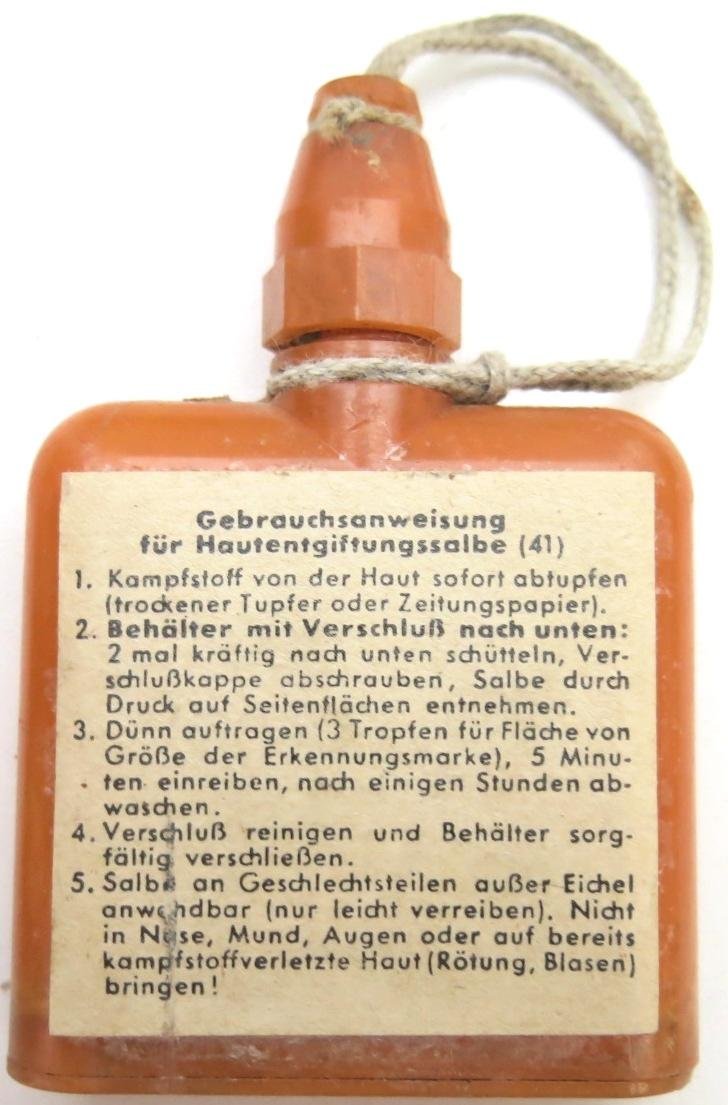 Gebrauchsanweisung
für Hautentgiftungssalbe (41)
1. Kampfstoff von der Haut sofort abtupfen
(trockener Tupfer oder Zeitungspapier).
2. Behälter mit Verschluß nach unten:
2 mal kräftig nach unten schütteln, Ver-
schlußkappe abschrauben, Salbe durch
Druck auf Seitenflächen entnehmen.
3. Dünn auftragen (3 Tropfen für Fläche von
Größe der Erkennungsmarke), 5 Minu-
ten einreiben, nach einigen Stunden ab-
waschen.
4. Verschluß reinigen und Behälter sorg-
fältig verschließen.
5. Salbe an Geschlechtsteilen außer Eichel
anwendbar (nur leicht verreiben). Nicht
in Nase, Mund, Augen oder auf bereits
kampfstoffverletzte Haut (Rötung, Blasen)
bringen!